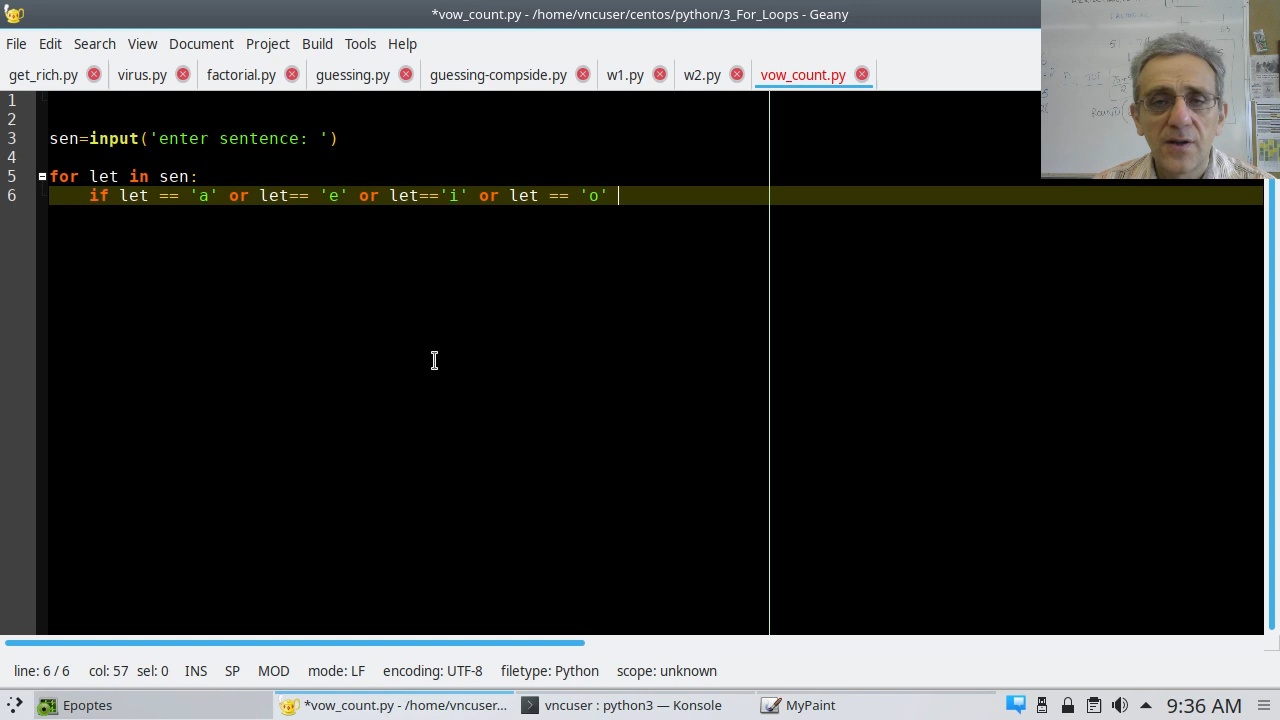 *vow_count.py - /home/vncuser/centos/python/3_For_Loops - Geany
File Edit Search View Document Project Build Tools Help
get_rich.py virus.py factorial.py guessing.py guessing-compside.py w1.py w2.py vow_count.py
1
2
3 sen=input('enter sentence: ')
4
5 for let in sen:
6 if let == 'a' or let== 'e' or let=='i' or let == 'o'
line: 6 / 6 col: 57 sel: 0 INS SP MOD mode: LF encoding: UTF-8 filetype: Python scope: unknown
Epoptes *vow_count.py - /home/vncuser... vncuser : python3 — Konsole MyPaint 9:36 AM